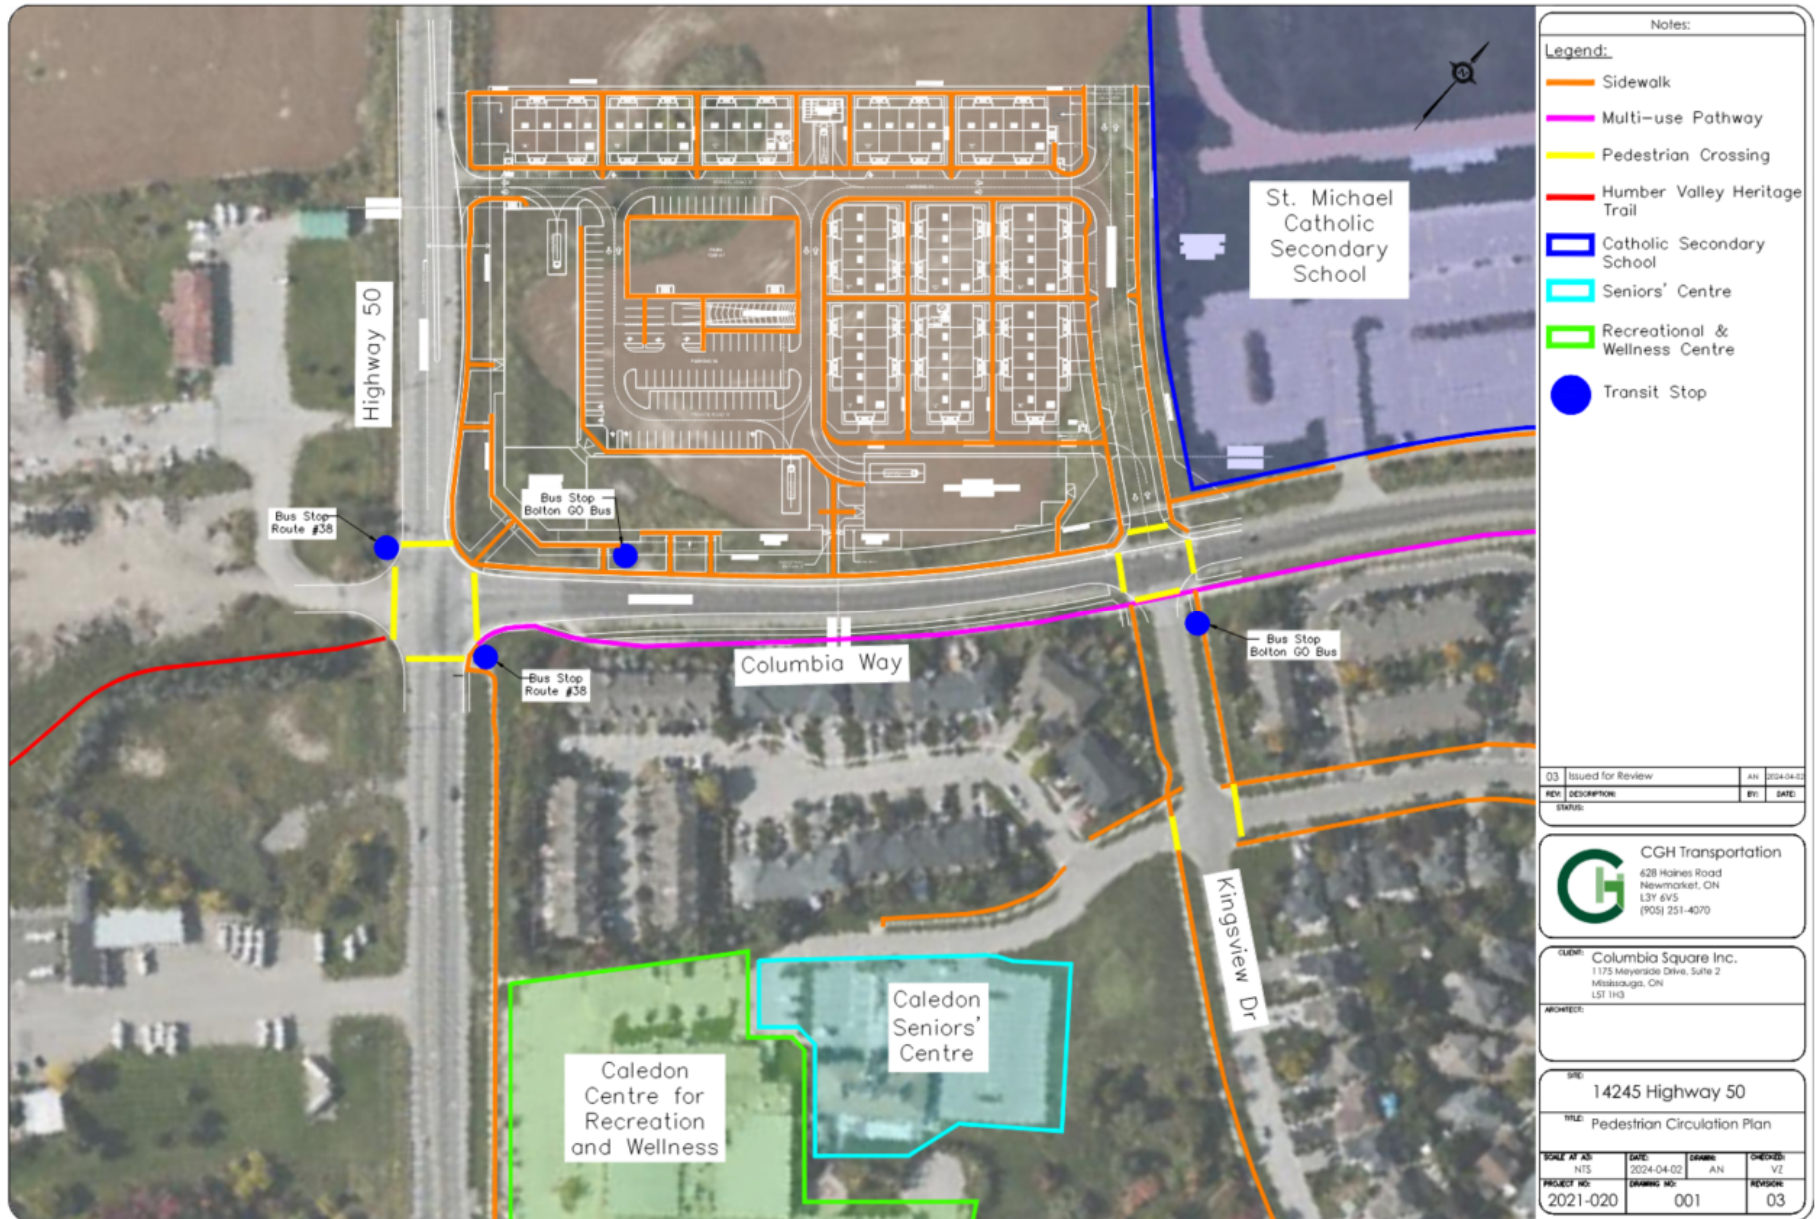 Notes:
Legend:
Sidewalk
Multi-use Pathway
Pedestrian Crossing
Humber Valley Heritage
Trail
Catholic Secondary
School
Seniors' Centre
Recreational &
Wellness Centre
Transit Stop
St. Michael
Catholic
Secondary
School
Highway 50
Bus Stop
Route #38
Bus Stop
Bolton GO Bus
Bus Stop
Route #38
Columbia Way
Bus Stop
Bolton GO Bus
Kingsview Dr
Caledon
Seniors'
Centre
Caledon
Centre for
Recreation
and Wellness
03 Issued for Review AN 2024-04-02
REV: DESCRIPTION: BY: DATE:
STATUS:
CGH Transportation
628 Haines Road
Newmarket, ON
L3Y 6V5
(905) 251-4070
CLIENT: Columbia Square Inc.
1175 Meyerside Drive, Suite 2
Mississauga, ON
L5T 1H3
ARCHITECT:
SITE:
14245 Highway 50
TITLE: Pedestrian Circulation Plan
SCALE AT A3: DATE: DRAWN: CHECKED:
NTS 2024-04-02 AN VZ
PROJECT NO: DRAWING NO: REVISION:
2021-020 001 03